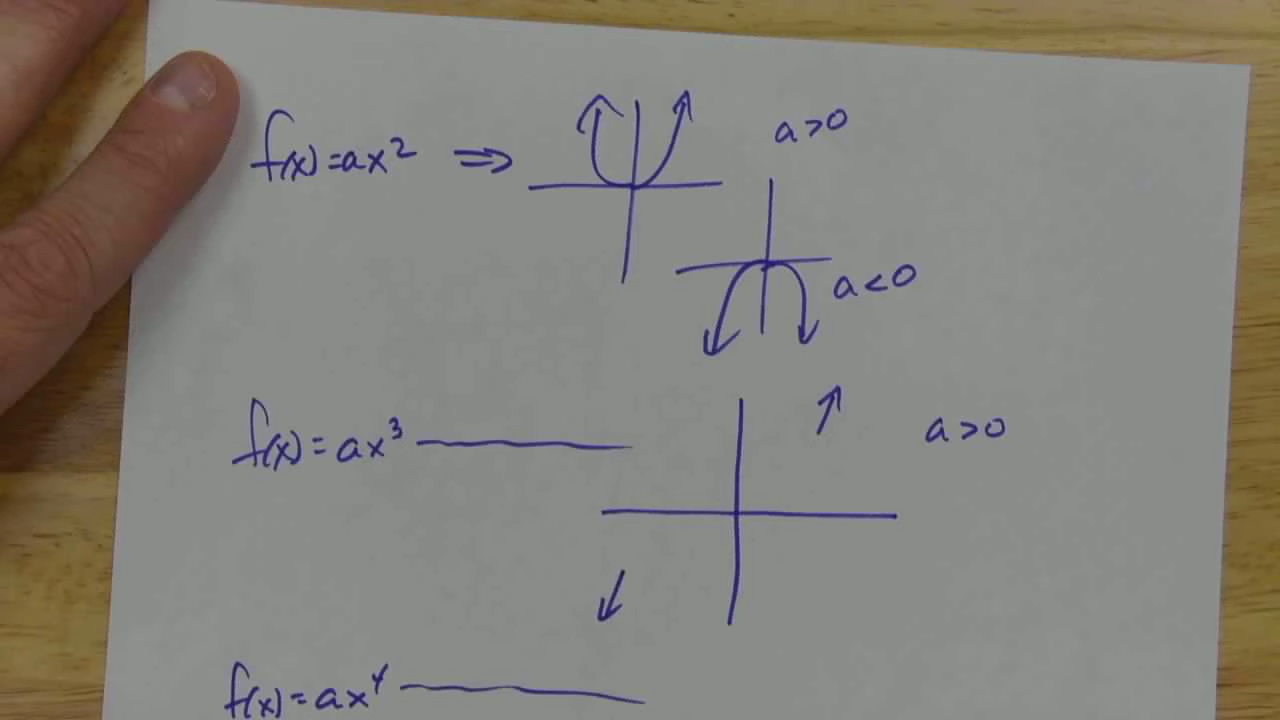 f(x)=ax² ⇒ a>0
a<0
f(x)=ax³ a>0
f(x)=ax⁴